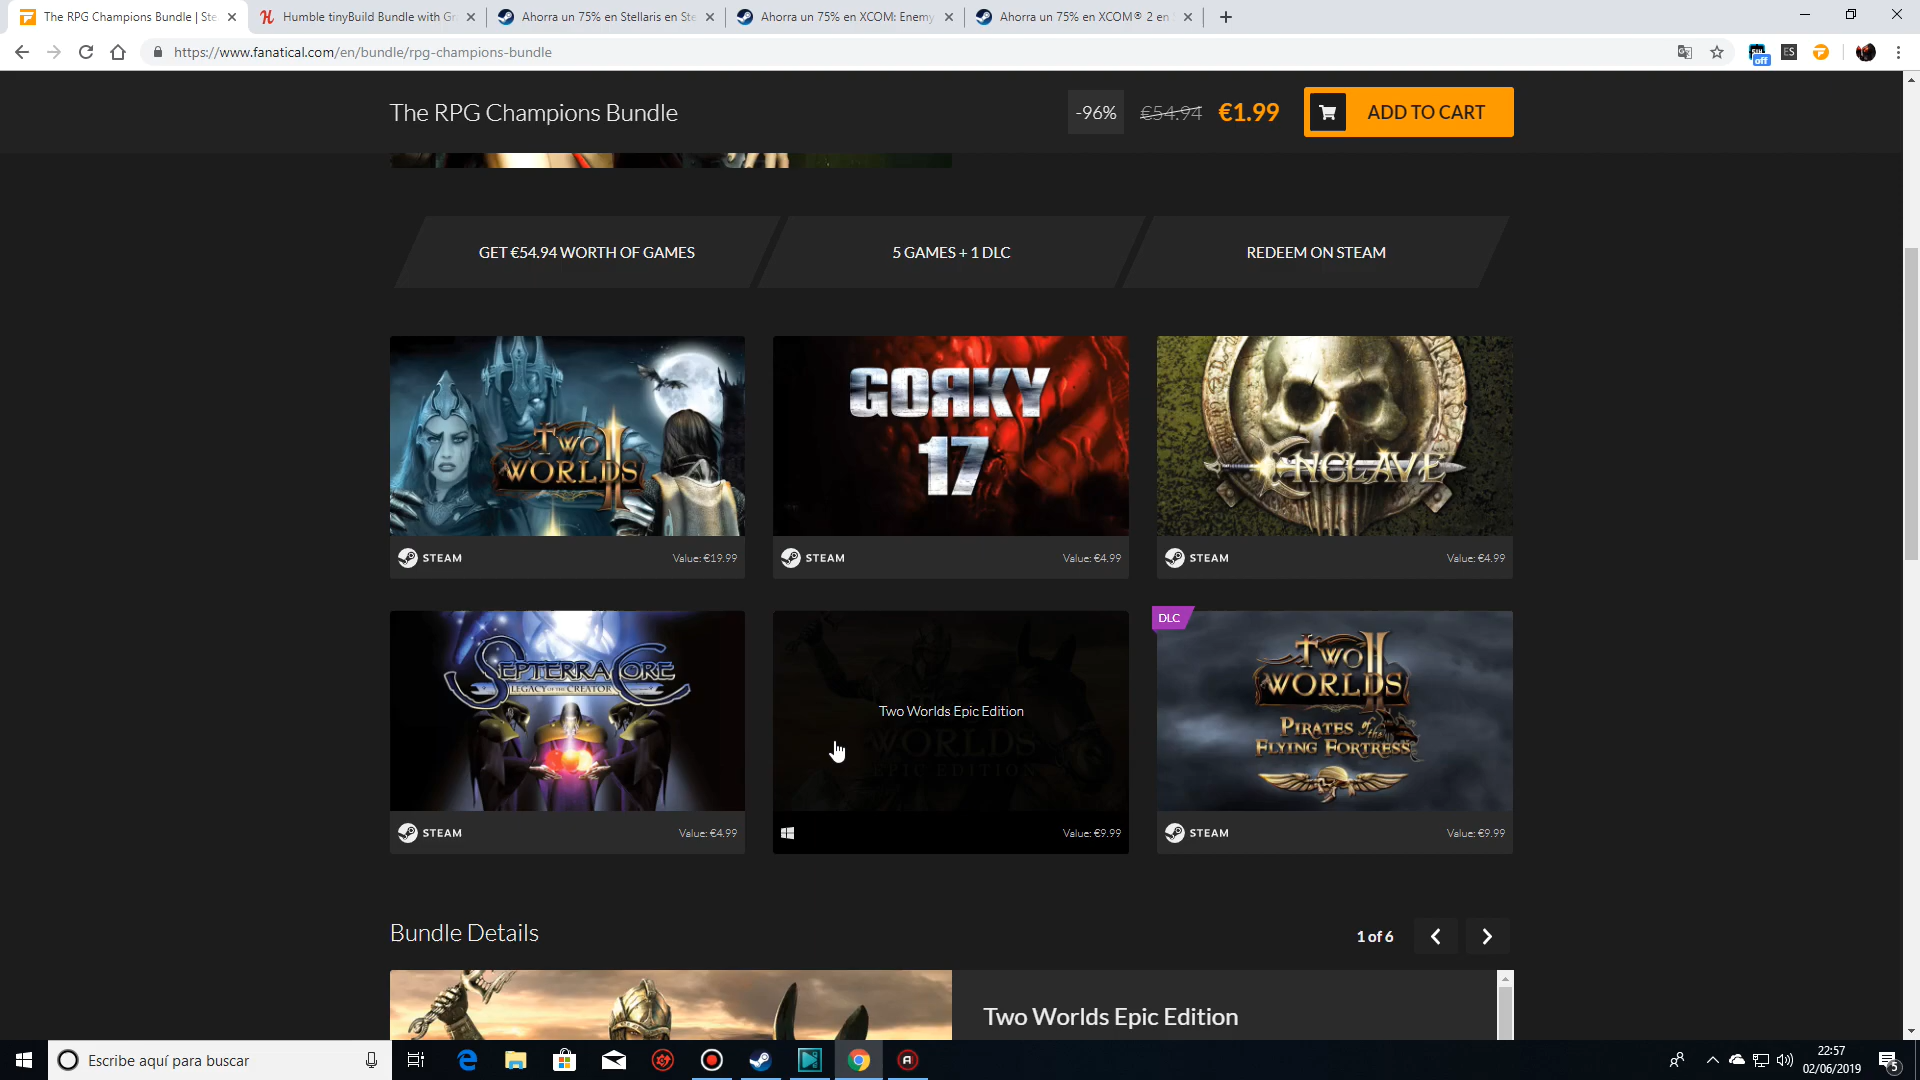 The RPG Champions Bundle | Ste
Humble tinyBuild Bundle with Gr
Ahorra un 75% en Stellaris en Ste
Ahorra un 75% en XCOM: Enemy
Ahorra un 75% en XCOM® 2 en
https://www.fanatical.com/en/bundle/rpg-champions-bundle
off
ES
The RPG Champions Bundle
-96%
€54.94
€1.99
ADD TO CART
GET €54.94 WORTH OF GAMES
5 GAMES + 1 DLC
REDEEM ON STEAM
TWO WORLDS II
GORKY 17
ENCLAVE
STEAM
Value: €19.99
STEAM
Value: €4.99
STEAM
Value: €4.99
SEPTERRA CORE
LEGACY OF THE CREATOR
Two Worlds Epic Edition
WORLDS
EPIC EDITION
DLC
TWO WORLDS II
PIRATES of the
FLYING FORTRESS
STEAM
Value: €4.99
Value: €9.99
STEAM
Value: €9.99
Bundle Details
1 of 6
Two Worlds Epic Edition
Escribe aquí para buscar
22:57
02/06/2019
5